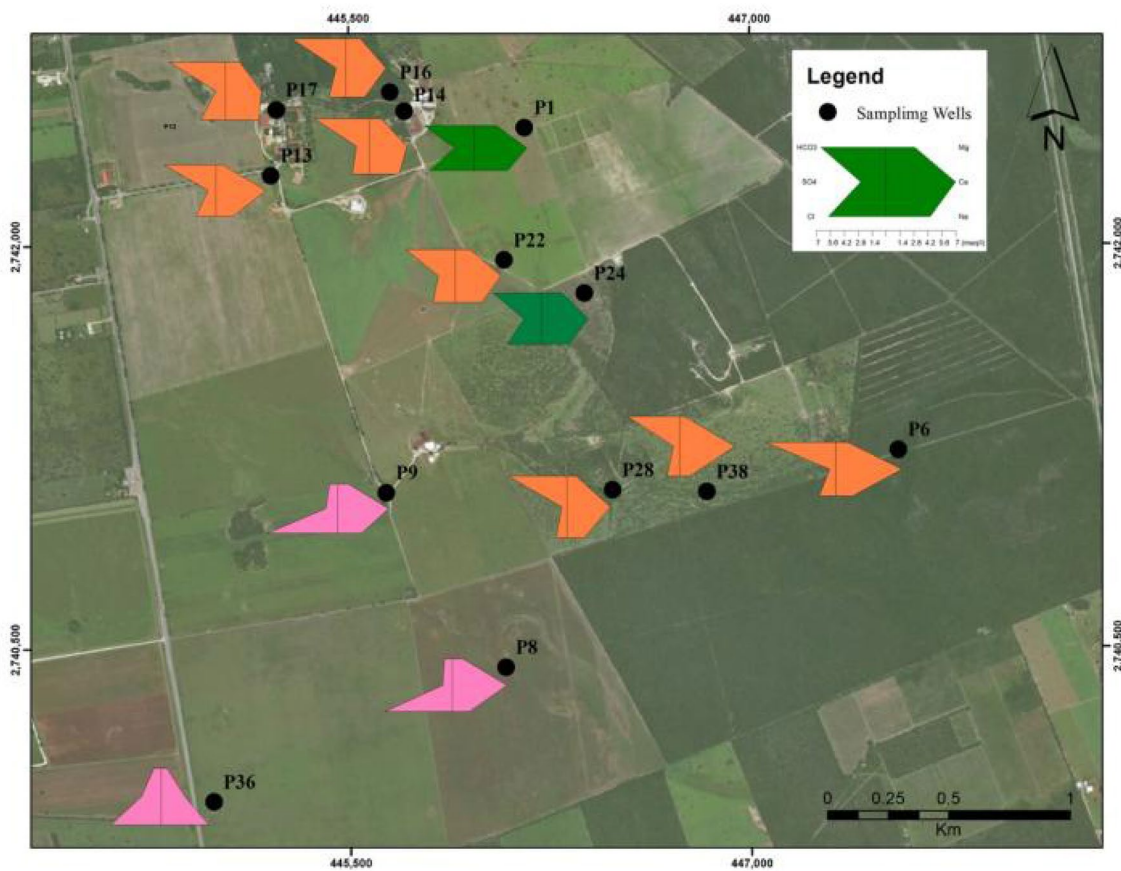 445,500
447,000
P16
P17
P14
P1
P13
P22
P24
P6
P28
P38
P9
P8
P36
2,742,000
2,742,000
2,740,500
2,740,500
445,500
447,000
Legend
Samplimg Wells
HCO3
Mg
SO4
Ca
Cl
Na
7 5.6 4.2 2.8 1.4 1.4 2.8 4.2 5.6 7 (meq/l)
N
0 0.25 0.5 1
Km